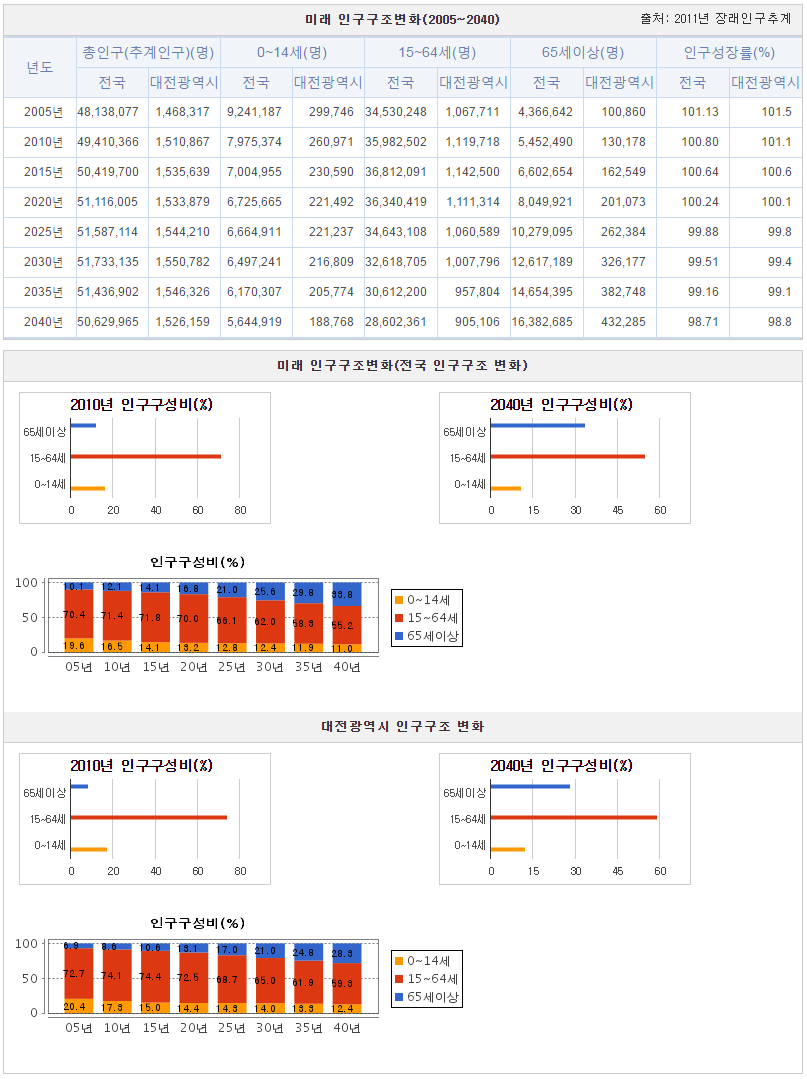 미래 인구구조변화(2005~2040) 출처: 2011년 장래인구추계
년도 총인구(추계인구)(명) 0~14세(명) 15~64세(명) 65세이상(명) 인구성장률(%)
전국 대전광역시 전국 대전광역시 전국 대전광역시 전국 대전광역시 전국 대전광역시
2005년 48,138,077 1,468,317 9,241,187 299,746 34,530,248 1,067,711 4,366,642 100,860 101.13 101.5
2010년 49,410,366 1,510,867 7,975,374 260,971 35,982,502 1,119,718 5,452,490 130,178 100.80 101.1
2015년 50,419,700 1,535,639 7,004,955 230,590 36,812,091 1,142,500 6,602,654 162,549 100.64 100.6
2020년 51,116,005 1,533,879 6,725,665 221,492 36,340,419 1,111,314 8,049,921 201,073 100.24 100.1
2025년 51,587,114 1,544,210 6,664,911 221,237 34,643,108 1,060,589 10,279,095 262,384 99.88 99.8
2030년 51,733,135 1,550,782 6,497,241 216,809 32,618,705 1,007,796 12,617,189 326,177 99.51 99.4
2035년 51,436,902 1,546,326 6,170,307 205,774 30,612,200 957,804 14,654,395 382,748 99.16 99.1
2040년 50,629,965 1,526,159 5,644,919 188,768 28,602,361 905,106 16,382,685 432,285 98.71 98.8
미래 인구구조변화(전국 인구구조 변화)
2010년 인구구성비(%)
65세이상
15~64세
0~14세
0 20 40 60 80
2040년 인구구성비(%)
65세이상
15~64세
0~14세
0 15 30 45 60
인구구성비(%)
100 10.1 12.1 14.1 16.8 21.0 25.6 29.8 33.8
50 70.4 71.4 71.8 70.0 66.1 62.0 58.3 55.2
0 19.6 16.5 14.1 13.2 12.8 12.4 11.9 11.0
05년 10년 15년 20년 25년 30년 35년 40년
0~14세
15~64세
65세이상
대전광역시 인구구조 변화
2010년 인구구성비(%)
65세이상
15~64세
0~14세
0 20 40 60 80
2040년 인구구성비(%)
65세이상
15~64세
0~14세
0 15 30 45 60
인구구성비(%)
100 6.9 8.6 10.6 13.1 17.0 21.0 24.8 28.3
50 72.7 74.1 74.4 72.5 68.7 65.0 61.9 59.3
0 20.4 17.3 15.0 14.4 14.3 14.0 13.3 12.4
05년 10년 15년 20년 25년 30년 35년 40년
0~14세
15~64세
65세이상